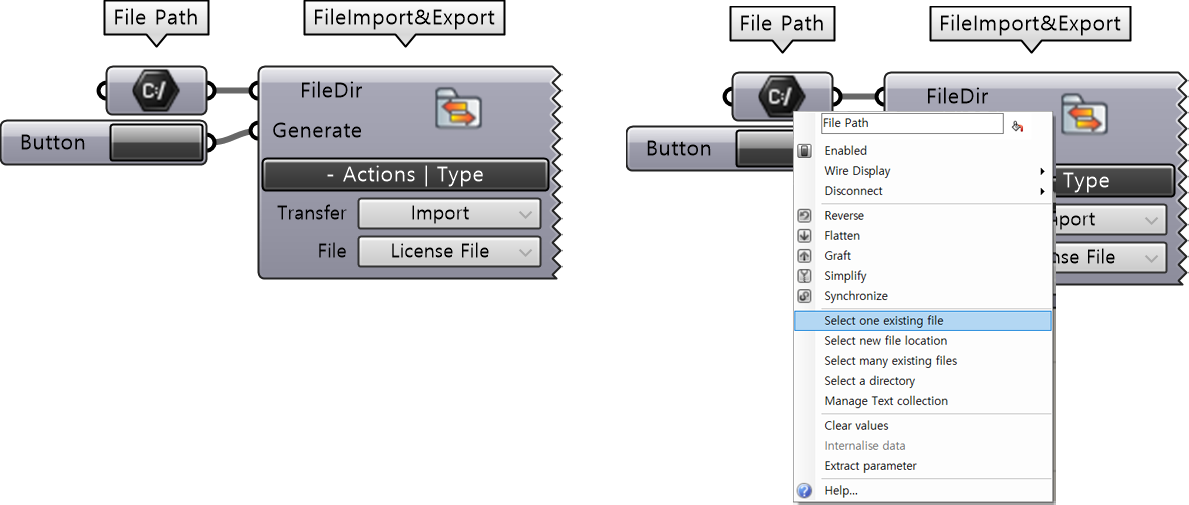 File Path
FileImport&Export
C:/
FileDir
Button
Generate
- Actions | Type
Transfer
Import
File
License File
File Path
FileImport&Export
C:/
FileDir
Button
Type
port
nse File
File Path
Enabled
Wire Display
Disconnect
Reverse
Flatten
Graft
Simplify
Synchronize
Select one existing file
Select new file location
Select many existing files
Select a directory
Manage Text collection
Clear values
Internalise data
Extract parameter
Help...